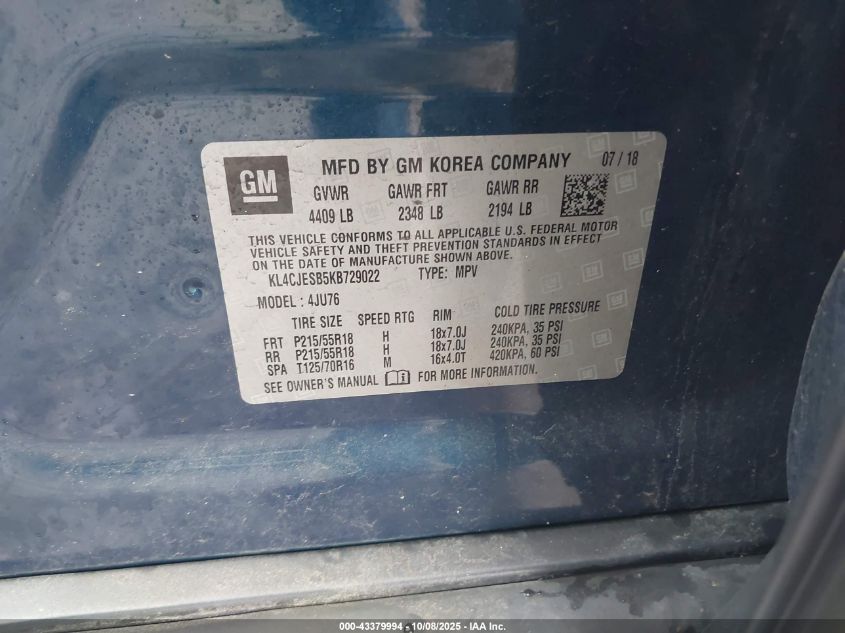 GM
MFD BY GM KOREA COMPANY 07 / 18
GVWR GAWR FRT GAWR RR
4409 LB 2348 LB 2194 LB
THIS VEHICLE CONFORMS TO ALL APPLICABLE U.S. FEDERAL MOTOR
VEHICLE SAFETY AND THEFT PREVENTION STANDARDS IN EFFECT
ON THE DATE OF MANUFACTURE SHOWN ABOVE.
KL4CJESB5KB729022 TYPE: MPV
MODEL : 4JU76
TIRE SIZE SPEED RTG RIM COLD TIRE PRESSURE
FRT P215/55R18 H 18x7.0J 240KPA, 35 PSI
RR P215/55R18 H 18x7.0J 240KPA, 35 PSI
SPA T125/70R16 M 16x4.0T 420KPA, 60 PSI
SEE OWNER'S MANUAL FOR MORE INFORMATION.
000-43379994 - 10/08/2025 - IAA Inc.